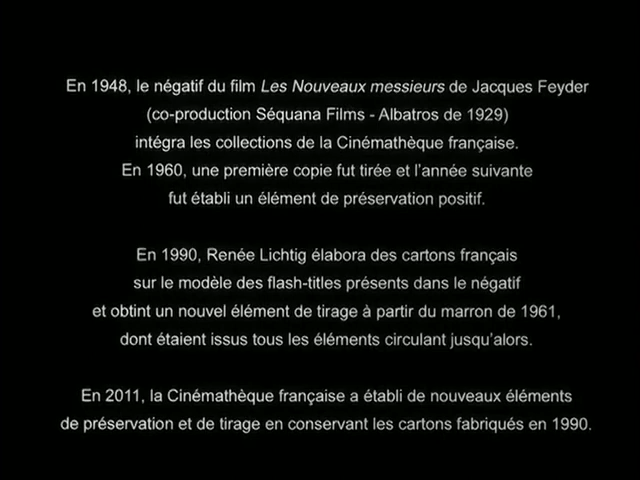 En 1948, le négatif du film Les Nouveaux messieurs de Jacques Feyder
(co-production Séquana Films - Albatros de 1929)
intégra les collections de la Cinémathèque française.
En 1960, une première copie fut tirée et l'année suivante
fut établi un élément de préservation positif.
En 1990, Renée Lichtig élabora des cartons français
sur le modèle des flash-titles présents dans le négatif
et obtint un nouvel élément de tirage à partir du marron de 1961,
dont étaient issus tous les éléments circulant jusqu'alors.
En 2011, la Cinémathèque française a établi de nouveaux éléments
de préservation et de tirage en conservant les cartons fabriqués en 1990.